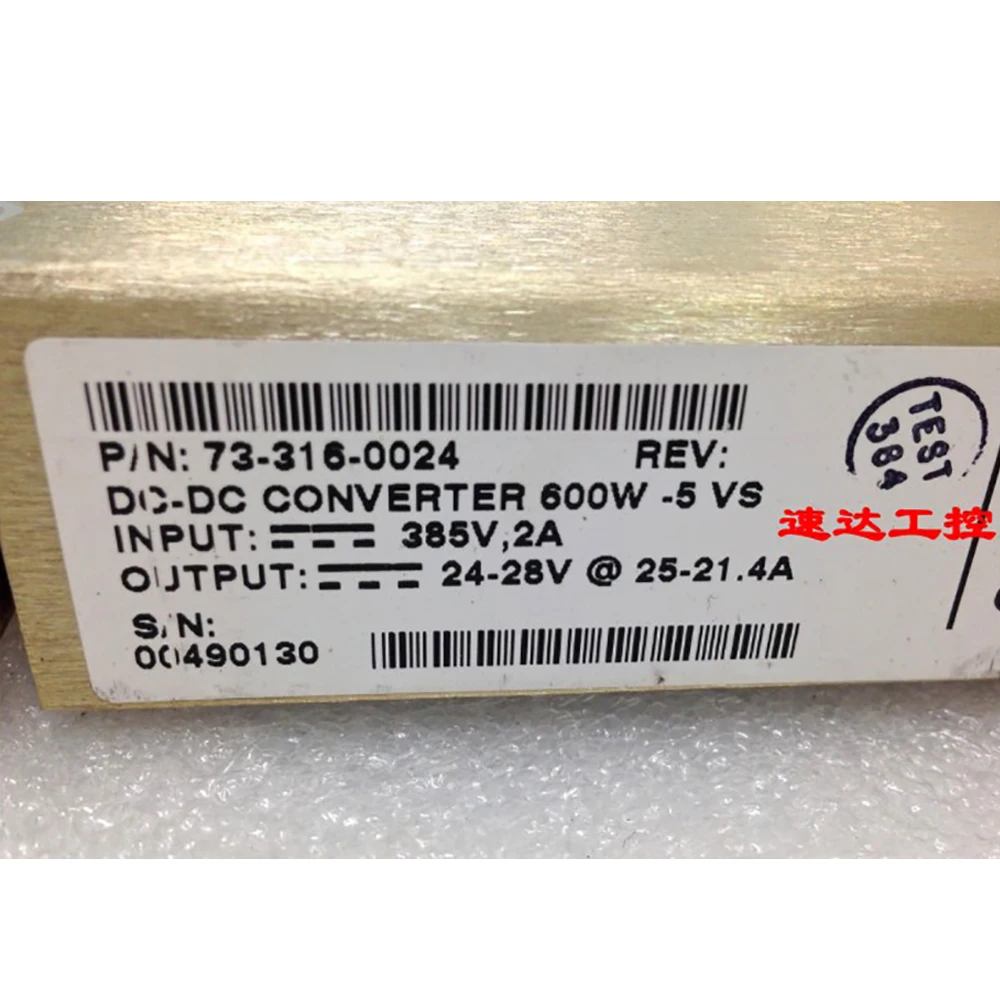 P/N: 73-316-0024 REV:
DC-DC CONVERTER 600W -5 VS
INPUT: 385V,2A
OUTPUT: 24-28V @ 25-21.4A
S/N:
00490130
TEST
384
速达工控